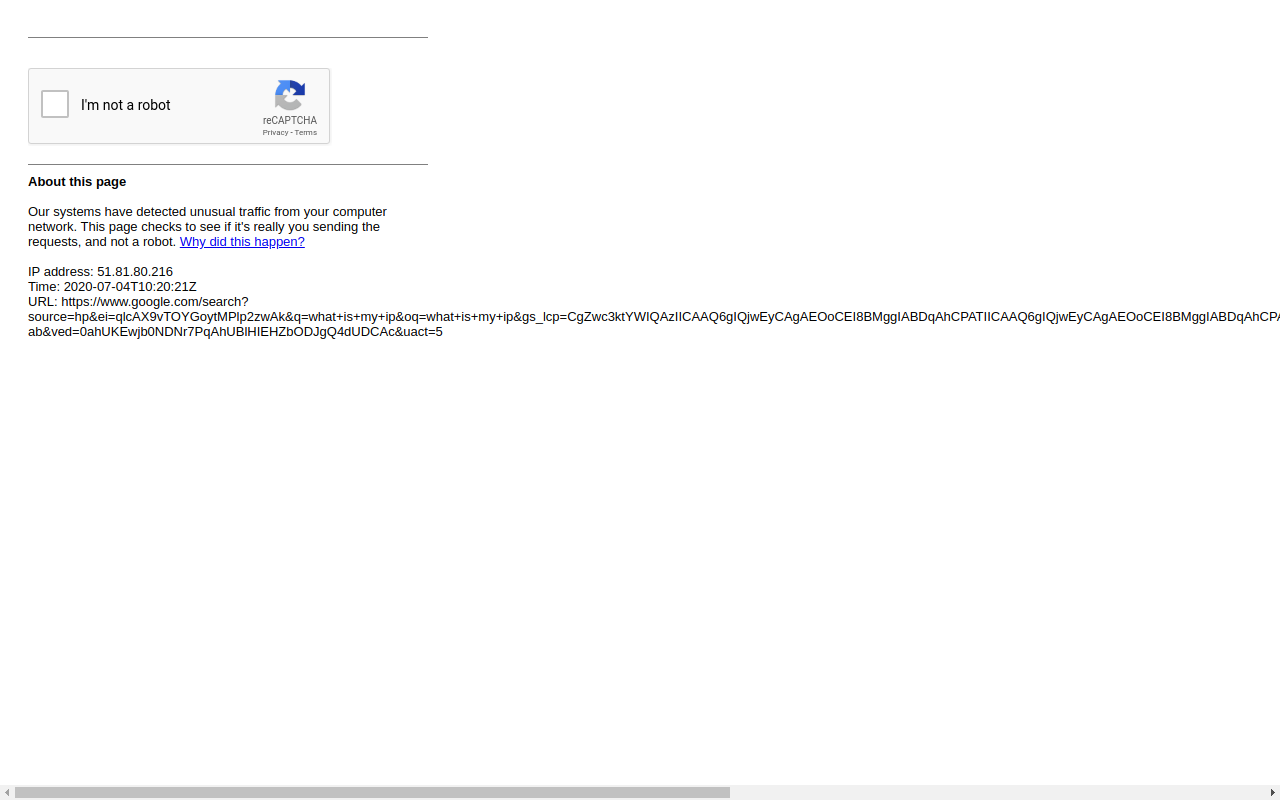 I'm not a robot
reCAPTCHA
Privacy - Terms
About this page
Our systems have detected unusual traffic from your computer
network. This page checks to see if it's really you sending the
requests, and not a robot. Why did this happen?
IP address: 51.81.80.216
Time: 2020-07-04T10:20:21Z
URL: https://www.google.com/search?
source=hp&ei=qlcAX9vTOYGoytMPlp2zwAk&q=what+is+my+ip&oq=what+is+my+ip&gs_lcp=CgZwc3ktYWIQAzIICAAQ6gIQjwEyCAgAEOoCEI8BMggIABDqAhCPATIICAAQ6gIQjwEyCAgAEOoCEI8BMggIABDqAhCPA
ab&ved=0ahUKEwjb0NDNr7PqAhUBlHIEHZbODJgQ4dUDCAc&uact=5